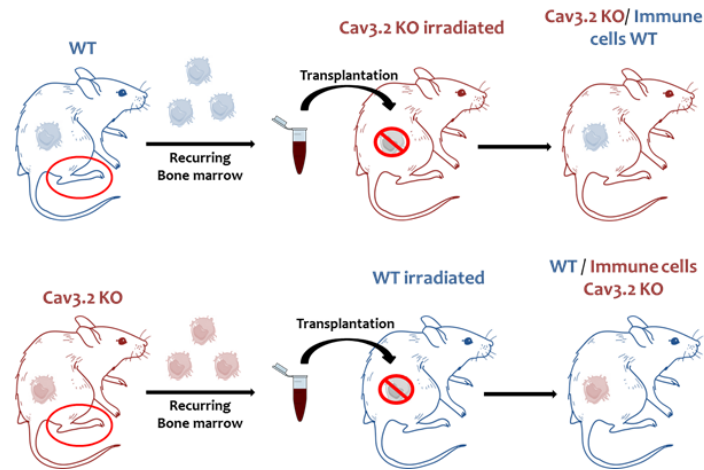 WT
Cav3.2 KO irradiated
Cav3.2 KO/ Immune
cells WT
Transplantation
Recurring
Bone marrow
Cav3.2 KO
WT irradiated
WT / Immune cells
Cav3.2 KO
Transplantation
Recurring
Bone marrow